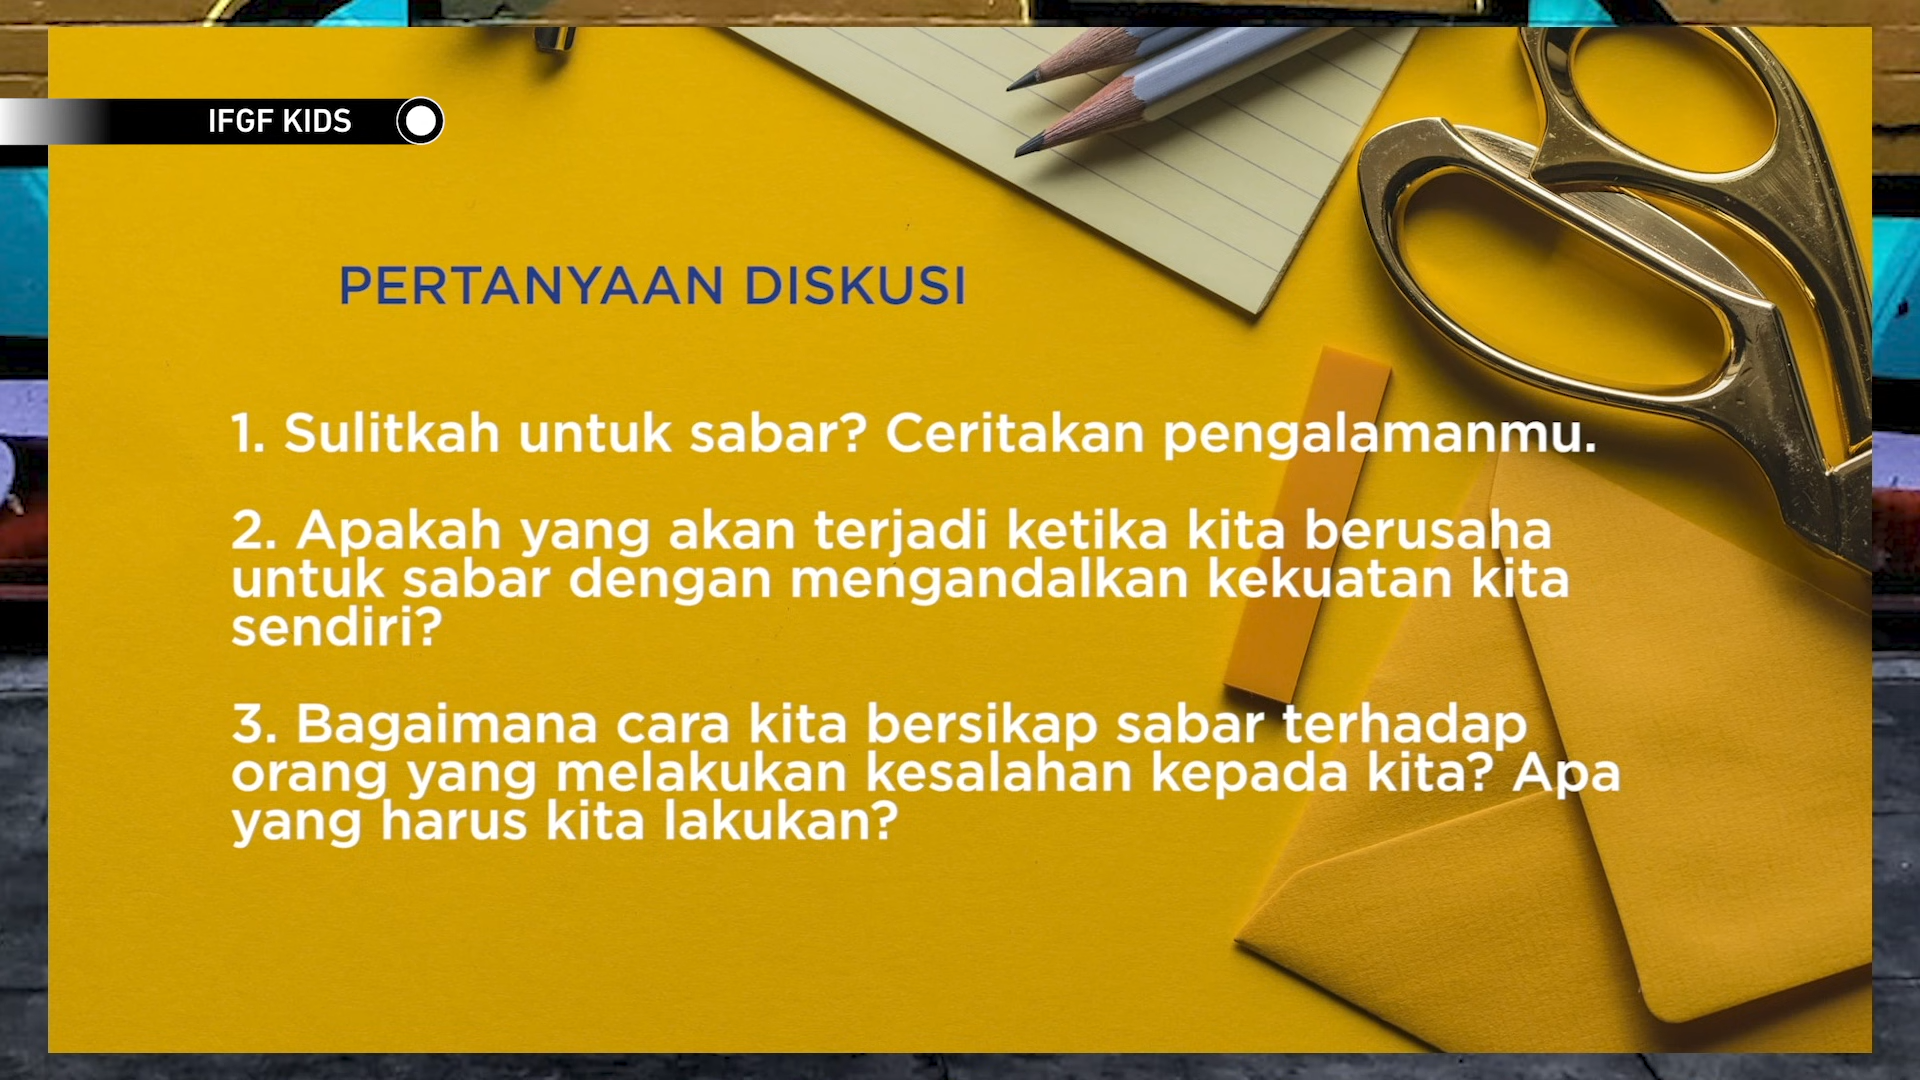 IFGF KIDS
PERTANYAAN DISKUSI
1. Sulitkah untuk sabar? Ceritakan pengalamanmu.
2. Apakah yang akan terjadi ketika kita berusaha
untuk sabar dengan mengandalkan kekuatan kita
sendiri?
3. Bagaimana cara kita bersikap sabar terhadap
orang yang melakukan kesalahan kepada kita? Apa
yang harus kita lakukan?